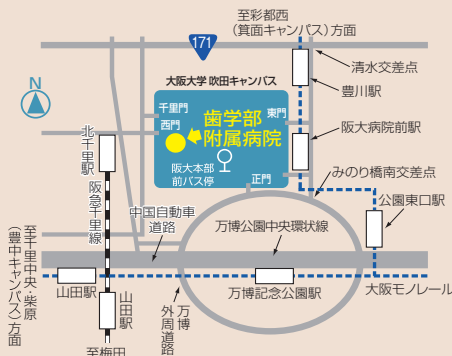 至彩都西
(箕面キャンパス)方面
171
清水交差点
大阪大学 吹田キャンパス
豊川駅
N
千里門
東門
西門
歯学部
附属病院
阪大病院前駅
北千里駅
阪大本部
前バス停
みのり橋南交差点
正門
阪急千里線
公園東口駅
中国自動車
道路
万博公園中央環状線
至千里中央・柴原
(豊中キャンパス)方面
山田駅
万博記念公園駅
大阪モノレール
山田駅
万博
外周道路
至梅田